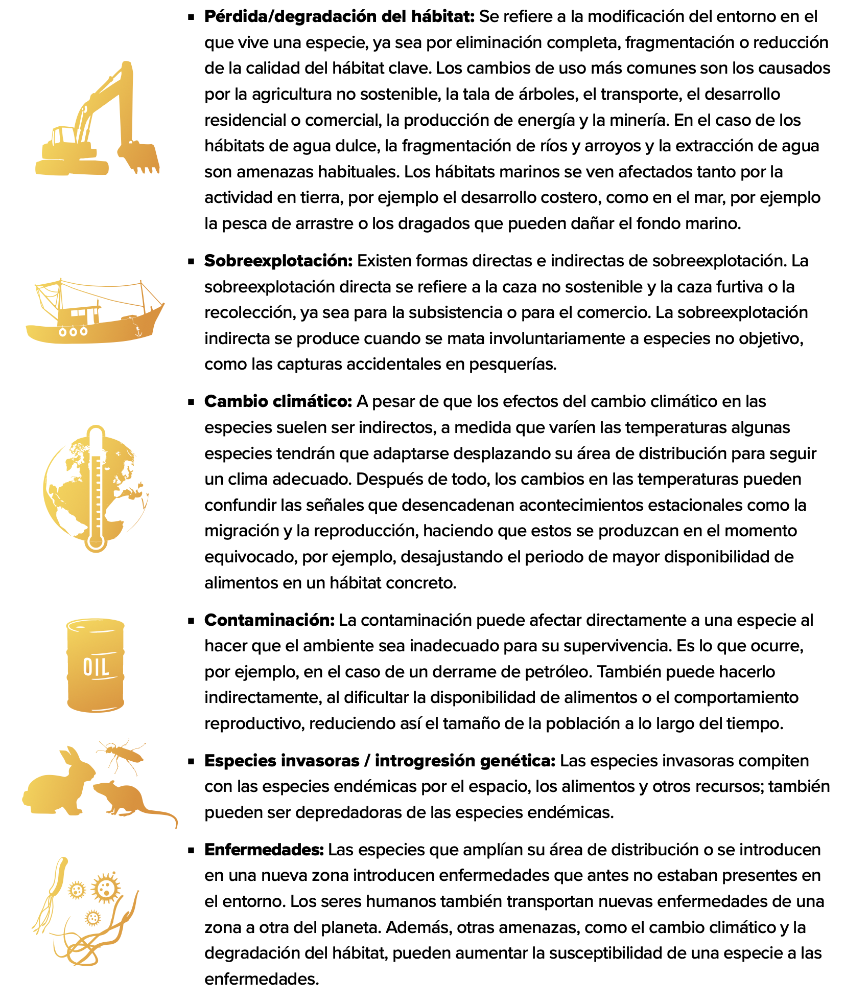 ▪ Pérdida/degradación del hábitat: Se refiere a la modificación del entorno en el
que vive una especie, ya sea por eliminación completa, fragmentación o reducción
de la calidad del hábitat clave. Los cambios de uso más comunes son los causados
por la agricultura no sostenible, la tala de árboles, el transporte, el desarrollo
residencial o comercial, la producción de energía y la minería. En el caso de los
hábitats de agua dulce, la fragmentación de ríos y arroyos y la extracción de agua
son amenazas habituales. Los hábitats marinos se ven afectados tanto por la
actividad en tierra, por ejemplo el desarrollo costero, como en el mar, por ejemplo
la pesca de arrastre o los dragados que pueden dañar el fondo marino.
▪ Sobreexplotación: Existen formas directas e indirectas de sobreexplotación. La
sobreexplotación directa se refiere a la caza no sostenible y la caza furtiva o la
recolección, ya sea para la subsistencia o para el comercio. La sobreexplotación
indirecta se produce cuando se mata involuntariamente a especies no objetivo,
como las capturas accidentales en pesquerías.
▪ Cambio climático: A pesar de que los efectos del cambio climático en las
especies suelen ser indirectos, a medida que varíen las temperaturas algunas
especies tendrán que adaptarse desplazando su área de distribución para seguir
un clima adecuado. Después de todo, los cambios en las temperaturas pueden
confundir las señales que desencadenan acontecimientos estacionales como la
migración y la reproducción, haciendo que estos se produzcan en el momento
equivocado, por ejemplo, desajustando el periodo de mayor disponibilidad de
alimentos en un hábitat concreto.
▪ Contaminación: La contaminación puede afectar directamente a una especie al
hacer que el ambiente sea inadecuado para su supervivencia. Es lo que ocurre,
por ejemplo, en el caso de un derrame de petróleo. También puede hacerlo
indirectamente, al dificultar la disponibilidad de alimentos o el comportamiento
reproductivo, reduciendo así el tamaño de la población a lo largo del tiempo.
OIL
▪ Especies invasoras / introgresión genética: Las especies invasoras compiten
con las especies endémicas por el espacio, los alimentos y otros recursos; también
pueden ser depredadoras de las especies endémicas.
▪ Enfermedades: Las especies que amplían su área de distribución o se introducen
en una nueva zona introducen enfermedades que antes no estaban presentes en
el entorno. Los seres humanos también transportan nuevas enfermedades de una
zona a otra del planeta. Además, otras amenazas, como el cambio climático y la
degradación del hábitat, pueden aumentar la susceptibilidad de una especie a las
enfermedades.